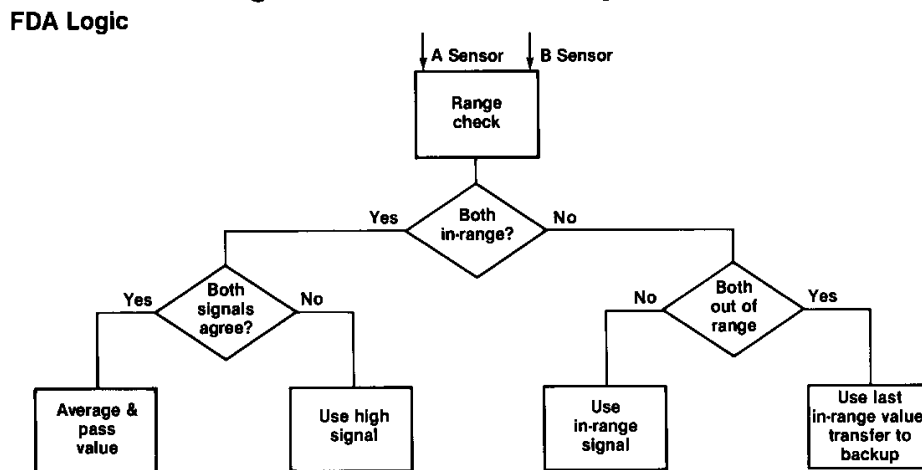 FDA Logic
A Sensor
B Sensor
Range
check
Yes
Both
in-range?
No
Yes
Both
signals
agree?
No
No
Both
out of
range
Yes
Average &
pass
value
Use high
signal
Use
in-range
signal
Use last
in-range value
transfer to
backup